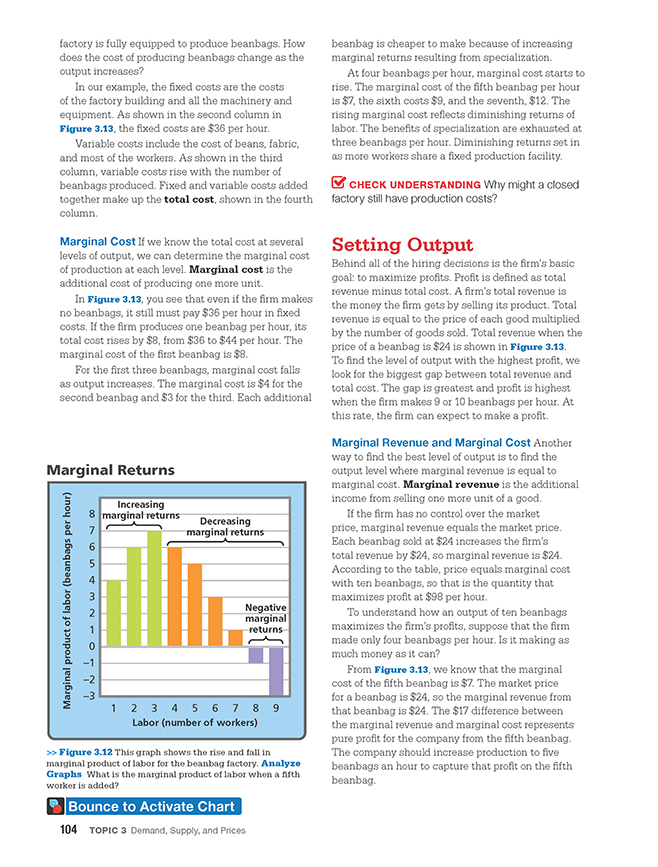 factory is fully equipped to produce beanbags. How
does the cost of producing beanbags change as the
output increases?
In our example, the fixed costs are the costs
of the factory building and all the machinery and
equipment. As shown in the second column in
Figure 3.13, the fixed costs are $36 per hour.
Variable costs include the cost of beans, fabric,
and most of the workers. As shown in the third
column, variable costs rise with the number of
beanbags produced. Fixed and variable costs added
together make up the total cost, shown in the fourth
column.
Marginal Cost If we know the total cost at several
levels of output, we can determine the marginal cost
of production at each level. Marginal cost is the
additional cost of producing one more unit.
In Figure 3.13, you see that even if the firm makes
no beanbags, it still must pay $36 per hour in fixed
costs. If the firm produces one beanbag per hour, its
total cost rises by $8, from $36 to $44 per hour. The
marginal cost of the first beanbag is $8.
For the first three beanbags, marginal cost falls
as output increases. The marginal cost is $4 for the
second beanbag and $3 for the third. Each additional
Marginal Returns
Marginal product of labor (beanbags per hour)
8
7
6
5
4
3
2
1
0
−1
−2
−3
Increasing
marginal returns
Decreasing
marginal returns
Negative
marginal
returns
1 2 3 4 5 6 7 8 9
Labor (number of workers)
>> Figure 3.12 This graph shows the rise and fall in
marginal product of labor for the beanbag factory. Analyze
Graphs What is the marginal product of labor when a fifth
worker is added?
Bounce to Activate Chart
beanbag is cheaper to make because of increasing
marginal returns resulting from specialization.
At four beanbags per hour, marginal cost starts to
rise. The marginal cost of the fifth beanbag per hour
is $7, the sixth costs $9, and the seventh, $12. The
rising marginal cost reflects diminishing returns of
labor. The benefits of specialization are exhausted at
three beanbags per hour. Diminishing returns set in
as more workers share a fixed production facility.
CHECK UNDERSTANDING Why might a closed
factory still have production costs?
Setting Output
Behind all of the hiring decisions is the firm's basic
goal: to maximize profits. Profit is defined as total
revenue minus total cost. A firm's total revenue is
the money the firm gets by selling its product. Total
revenue is equal to the price of each good multiplied
by the number of goods sold. Total revenue when the
price of a beanbag is $24 is shown in Figure 3.13.
To find the level of output with the highest profit, we
look for the biggest gap between total revenue and
total cost. The gap is greatest and profit is highest
when the firm makes 9 or 10 beanbags per hour. At
this rate, the firm can expect to make a profit.
Marginal Revenue and Marginal Cost Another
way to find the best level of output is to find the
output level where marginal revenue is equal to
marginal cost. Marginal revenue is the additional
income from selling one more unit of a good.
If the firm has no control over the market
price, marginal revenue equals the market price.
Each beanbag sold at $24 increases the firm's
total revenue by $24, so marginal revenue is $24.
According to the table, price equals marginal cost
with ten beanbags, so that is the quantity that
maximizes profit at $98 per hour.
To understand how an output of ten beanbags
maximizes the firm's profits, suppose that the firm
made only four beanbags per hour. Is it making as
much money as it can?
From Figure 3.13, we know that the marginal
cost of the fifth beanbag is $7. The market price
for a beanbag is $24, so the marginal revenue from
that beanbag is $24. The $17 difference between
the marginal revenue and marginal cost represents
pure profit for the company from the fifth beanbag.
The company should increase production to five
beanbags an hour to capture that profit on the fifth
beanbag.
104 TOPIC 3 Demand, Supply, and Prices